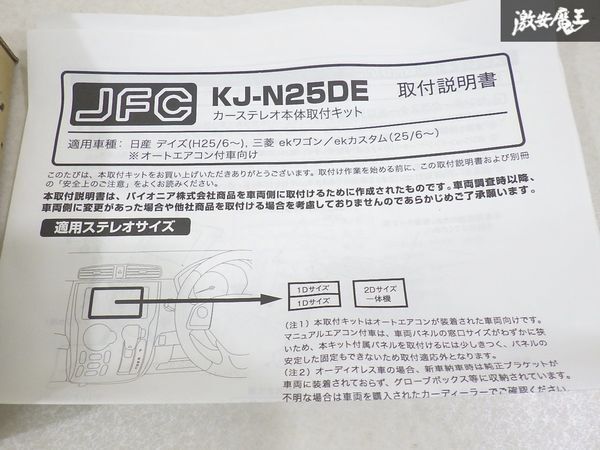 激安魔王
JFC
KJ-N25DE
取付説明書
カーステレオ本体取付キット
適用車種： 日産 デイズ(H25/6〜)、三菱 ekワゴン／ekカスタム（25/6〜）
※オートエアコン付車向け
このたびは、本取付キットをお買い上げいただきありがとうございます。取付け作業を始める前に、この取付説明書および別冊
の「安全上のご注意」をよくお読みください。
本取付説明書は、パイオニア株式会社商品を車両側に取付けるために作成されたものです。車両調査時以降、
車両側に変更があった場合や他社商品を取付ける場合を考慮しておりませんのであらかじめご了承願います。
適用ステレオサイズ
1Dサイズ
1Dサイズ
2Dサイズ
一体機
（注1）本取付キットはオートエアコンが装着された車両向けです。
マニュアルエアコン付車は、車両パネルの窓口サイズがわずかに狭
いため、本キット付属パネルを取付けるには少しきつく、パネルの
安定した固定もできないため取付適応外となります。
（注2）オーディオレス車の場合、新車納車時は純正ブラケットが
車両に装着されておらず、グローブボックス等に収納されています。
不明な場合は車両を購入されたカーディーラーでご確認ください。